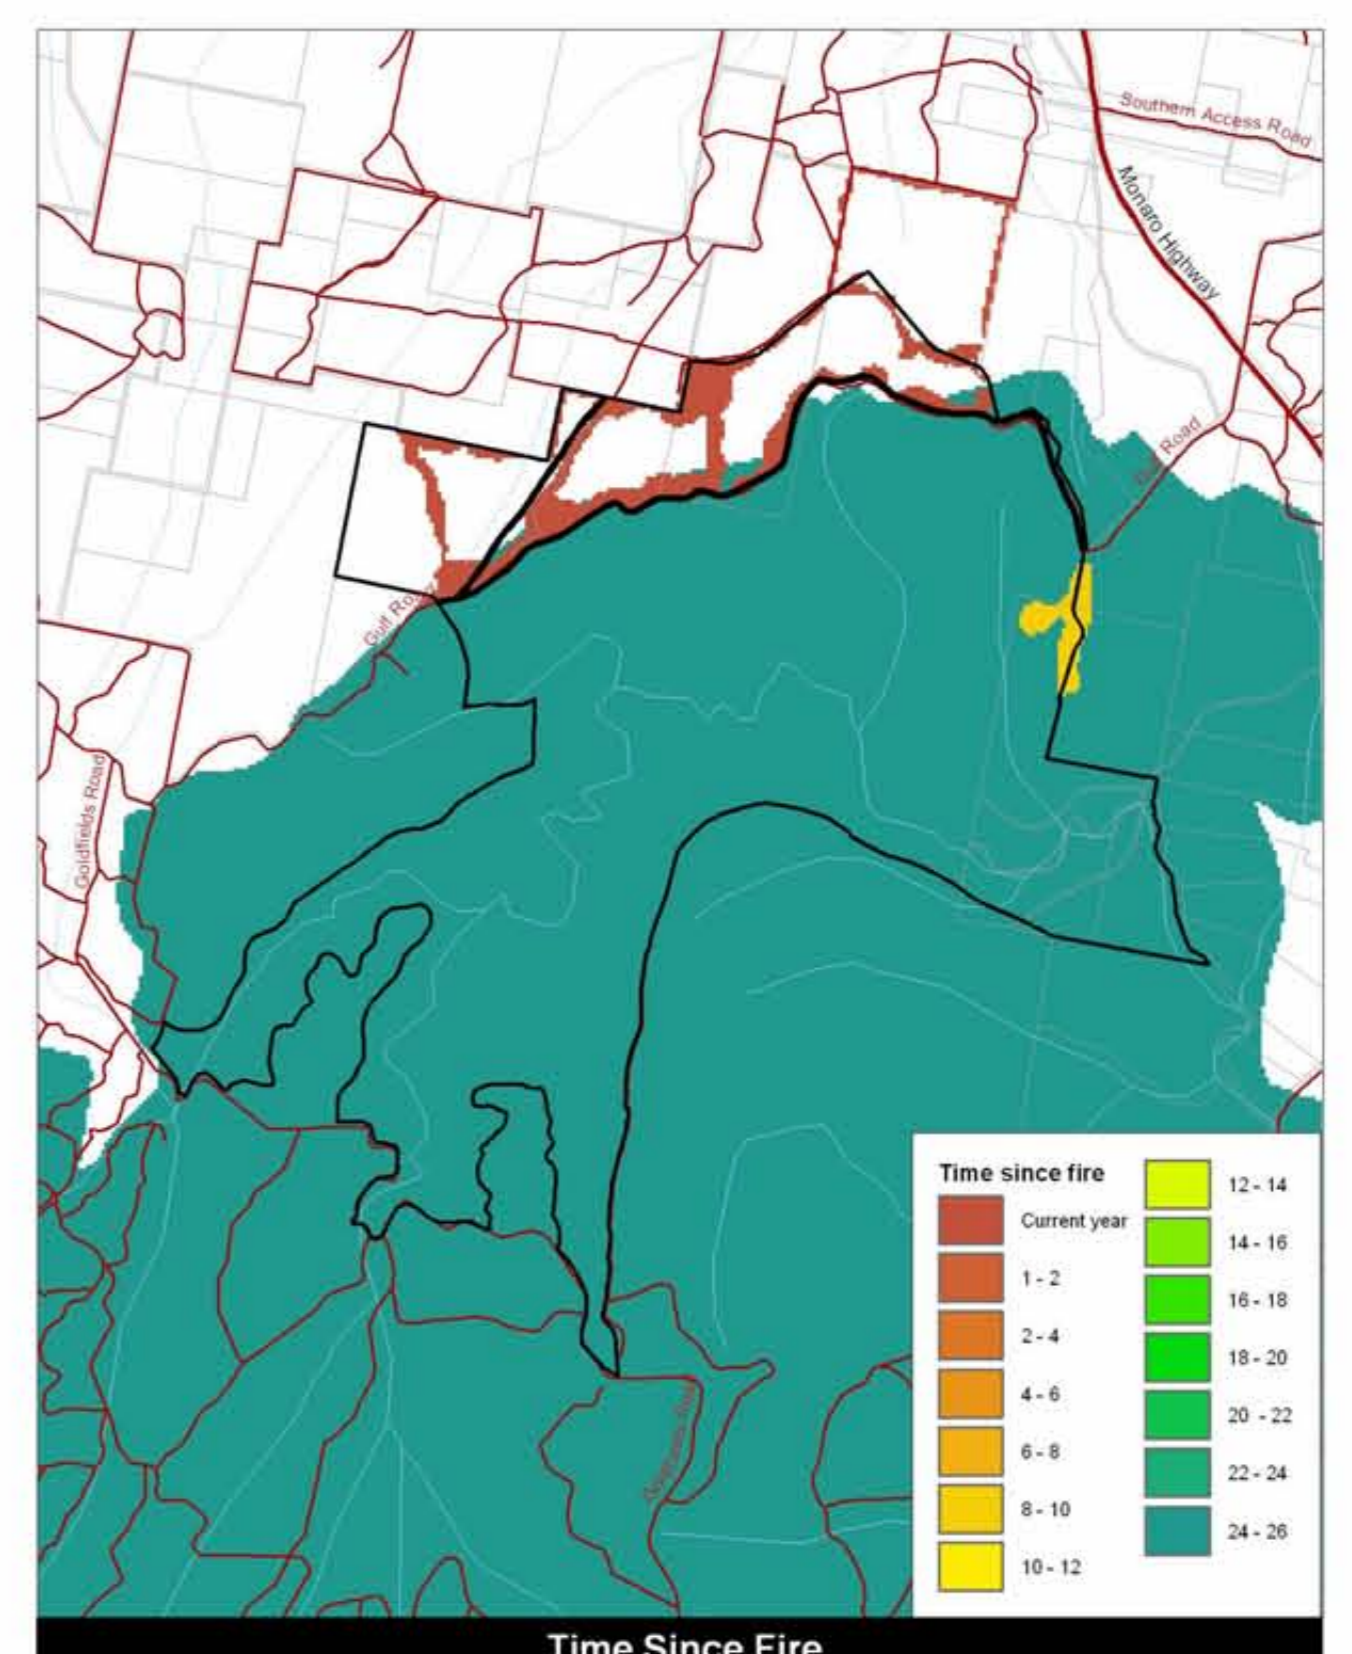 Southern Access Road
Monaro Highway
Road
Gulf Road
Goldfields Road
Road
Time since fire
Current year
1 - 2
2 - 4
4 - 6
6 - 8
8 - 10
10 - 12
12 - 14
14 - 16
16 - 18
18 - 20
20 - 22
22 - 24
24 - 26
Time Since Fire